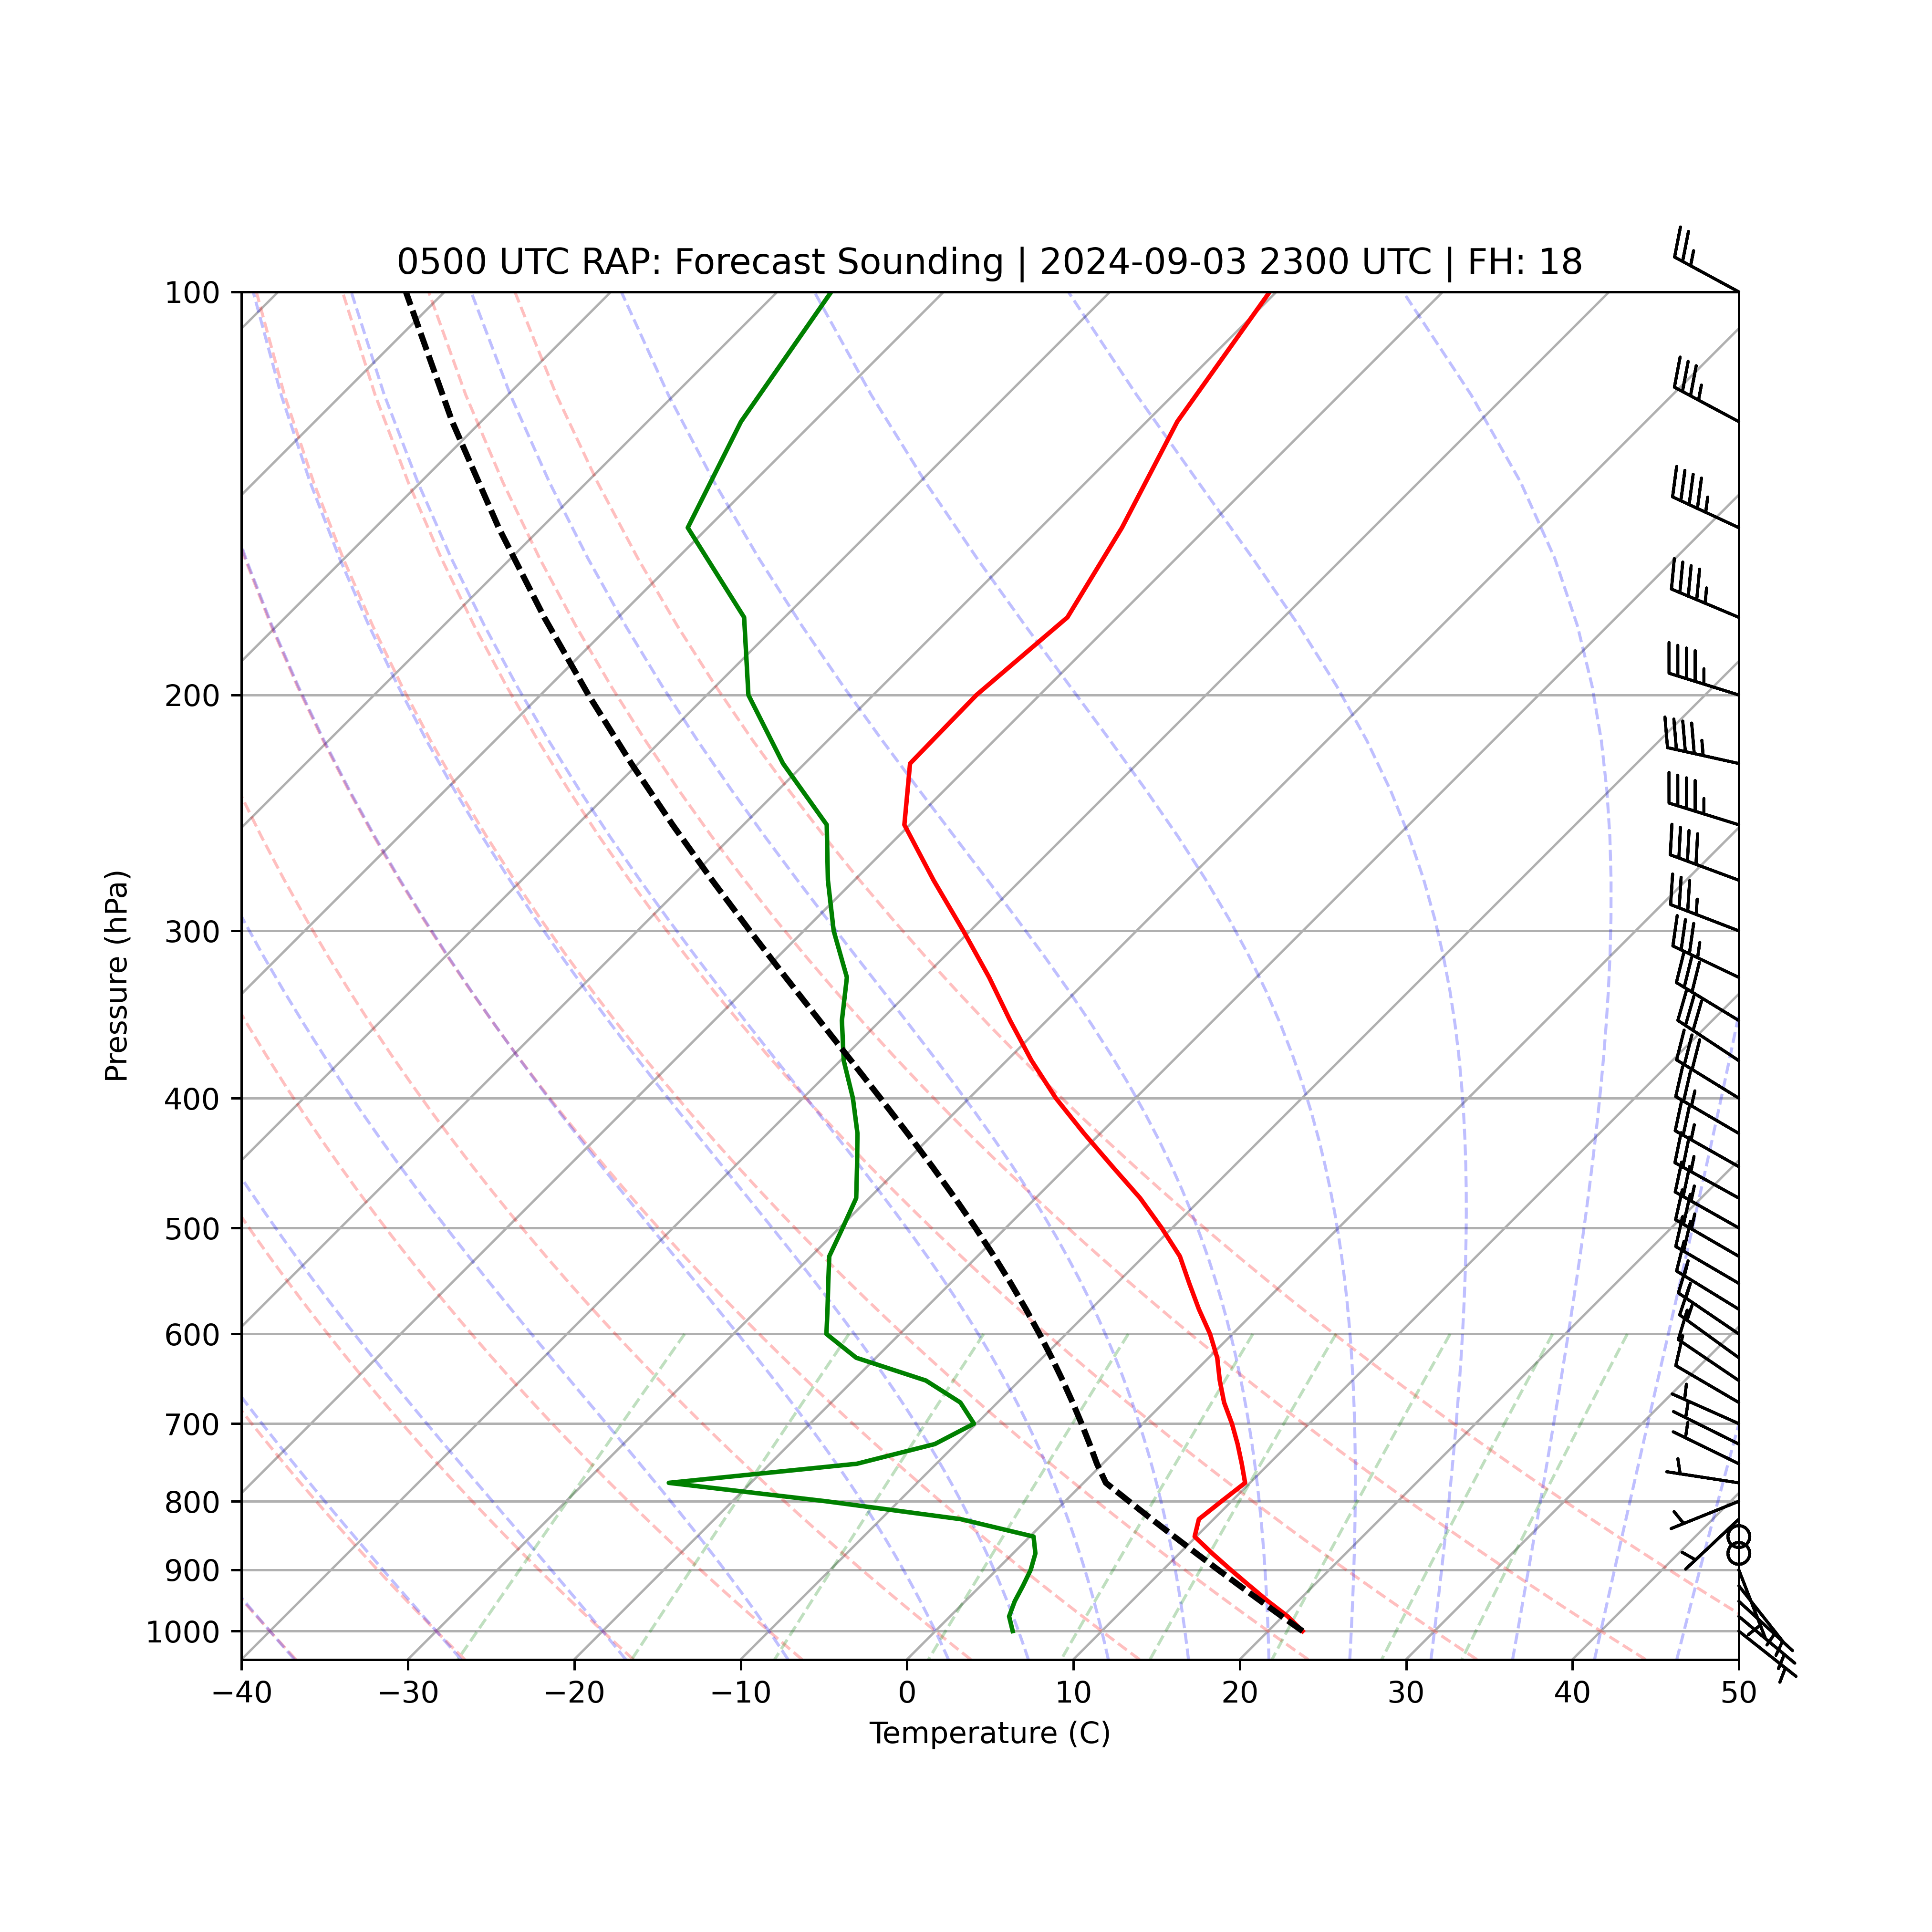 0500 UTC RAP: Forecast Sounding | 2024-09-03 2300 UTC | FH: 18
100
200
300
400
500
600
700
800
900
1000
Pressure (hPa)
−40 −30 −20 −10 0 10 20 30 40 50
Temperature (C)